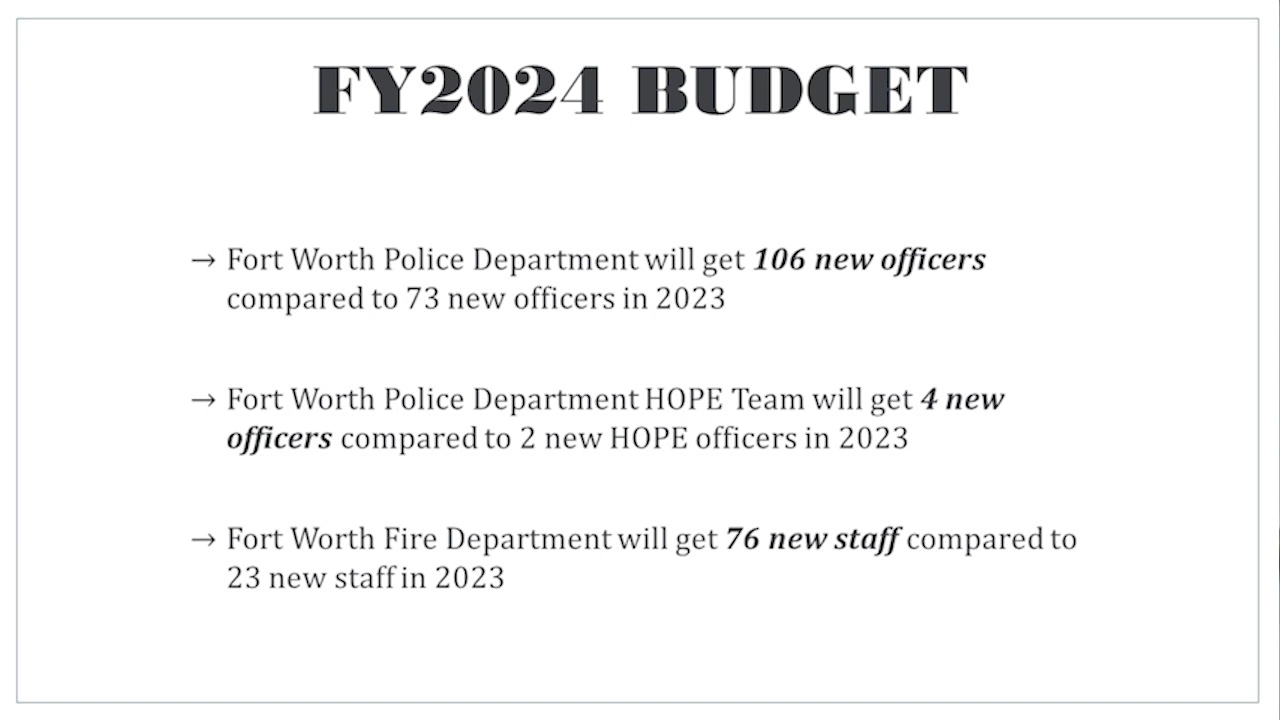 FY2024 BUDGET
→ Fort Worth Police Department will get 106 new officers
compared to 73 new officers in 2023
→ Fort Worth Police Department HOPE Team will get 4 new
officers compared to 2 new HOPE officers in 2023
→ Fort Worth Fire Department will get 76 new staff compared to
23 new staff in 2023